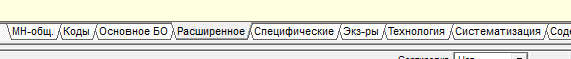 МН-общ. Коды Основное БО Расширенное Специфические Экз-ры Технология Систематизация